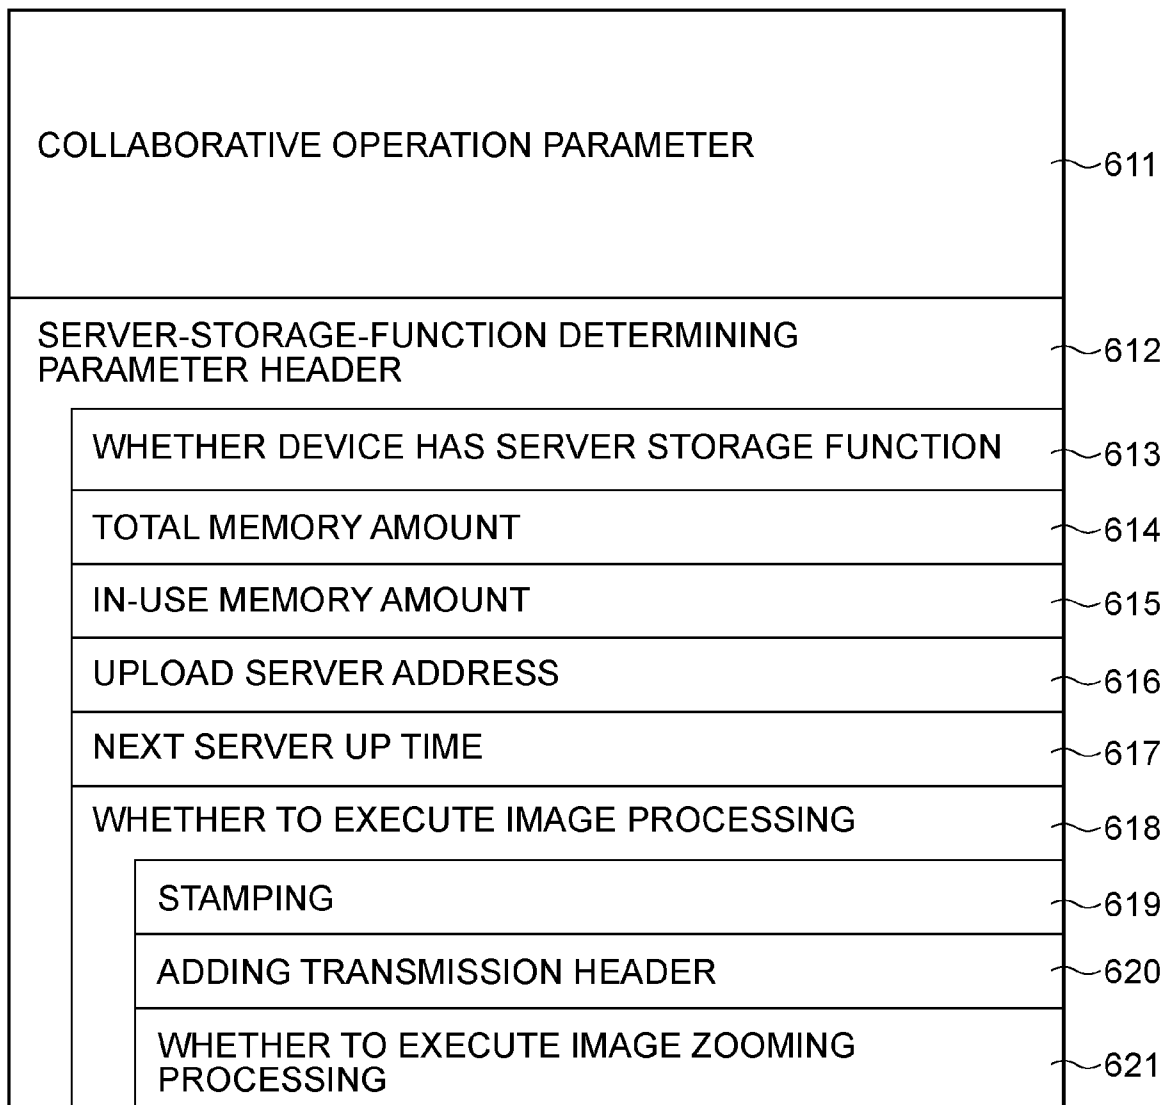 COLLABORATIVE OPERATION PARAMETER
611
SERVER-STORAGE-FUNCTION DETERMINING
PARAMETER HEADER
612
WHETHER DEVICE HAS SERVER STORAGE FUNCTION
613
TOTAL MEMORY AMOUNT
614
IN-USE MEMORY AMOUNT
615
UPLOAD SERVER ADDRESS
616
NEXT SERVER UP TIME
617
WHETHER TO EXECUTE IMAGE PROCESSING
618
STAMPING
619
ADDING TRANSMISSION HEADER
620
WHETHER TO EXECUTE IMAGE ZOOMING
PROCESSING
621